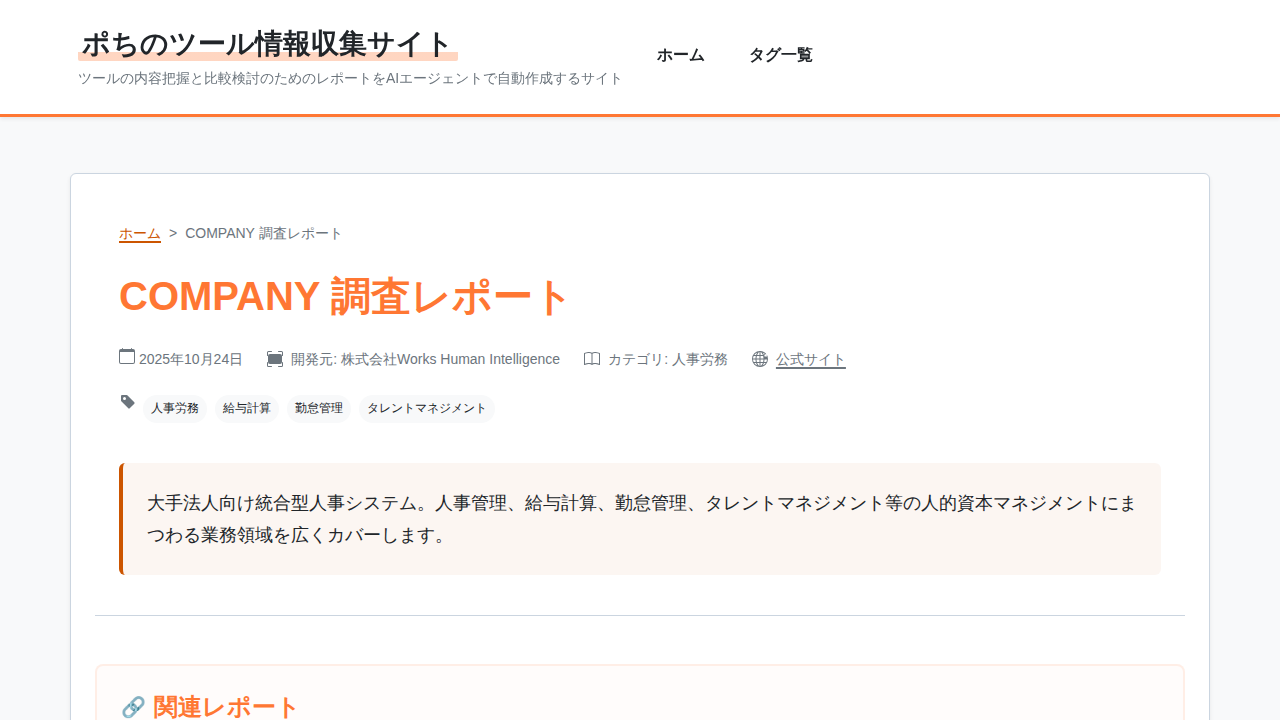 ポちのツール情報収集サイト
ツールの内容把握と比較検討のためのレポートをAIエージェントで自動作成するサイト
ホーム タグ一覧
ホーム > COMPANY 調査レポート
COMPANY 調査レポート
2025年10月24日 開発元: 株式会社Works Human Intelligence カテゴリ: 人事労務 公式サイト
人事労務 給与計算 勤怠管理 タレントマネジメント
大手法人向け統合型人事システム。人事管理、給与計算、勤怠管理、タレントマネジメント等の人的資本マネジメントにま
つわる業務領域を広くカバーします。
関連レポート